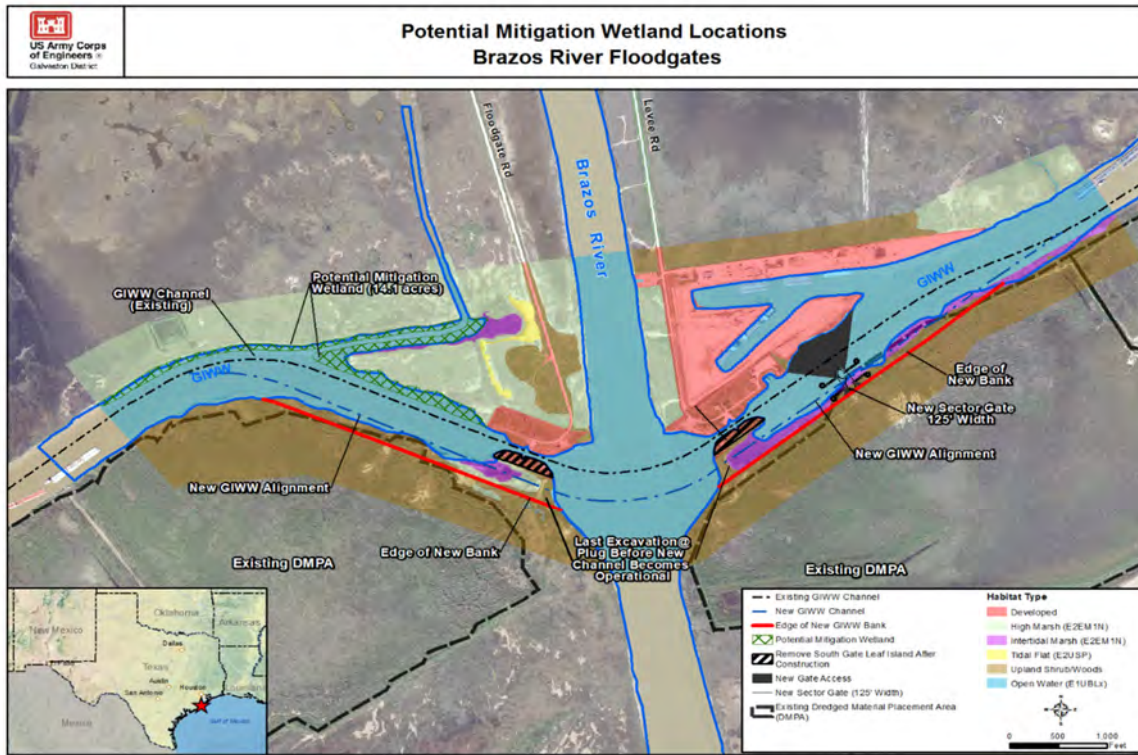 US Army Corps
of Engineers ®
Galveston District
Potential Mitigation Wetland Locations
Brazos River Floodgates
Floodgate Rd
Levee Rd
Brazos River
Potential Mitigation
Wetland (14.1 acres)
GIWW Channel
(Existing)
GIWW
GIWW
Edge of
New Bank
New Sector Gate
125' Width
New GIWW Alignment
New GIWW Alignment
Edge of New Bank
Last Excavation@
Plug Before New
Channel Becomes
Operational
Existing DMPA
Existing DMPA
New Mexico
Oklahoma
Arkansas
Dallas
Texas
Austin
Houston
San Antonio
Mexico
Gulf of Mexico
Existing GIWW Channel
New GIWW Channel
Edge of New GIWW Bank
Potential Mitigation Wetland
Remove South Gate Leaf Island After
Construction
New Gate Access
New Sector Gate (125' Width)
Existing Dredged Material Placement Area
(DMPA)
Habitat Type
Developed
High Marsh (E2EM1N)
Intertidal Marsh (E2EM1N)
Tidal Flat (E2USP)
Upland Shrub/Woods
Open Water (E1UBLx)
0 500 1,000
Feet